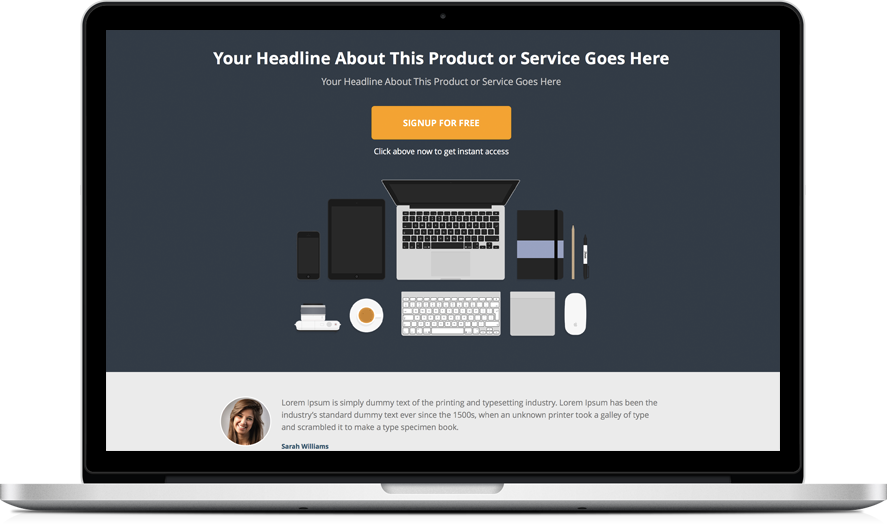 Your Headline About This Product or Service Goes Here
Your Headline About This Product or Service Goes Here
SIGNUP FOR FREE
Click above now to get instant access
Lorem Ipsum is simply dummy text of the printing and typesetting industry. Lorem Ipsum has been the
industry's standard dummy text ever since the 1500s, when an unknown printer took a galley of type
and scrambled it to make a type specimen book.
Sarah Williams